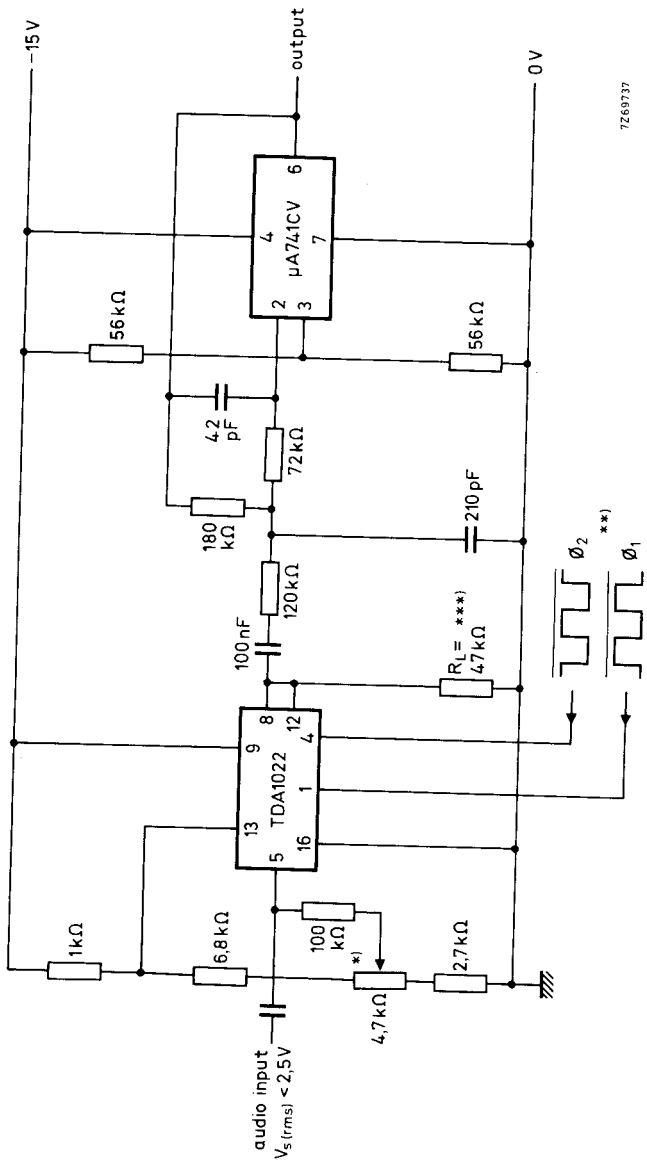 −15 V
1 kΩ
56 kΩ
13
9
6,8 kΩ
180
kΩ
42
pF
4
audio input
V_S(rms) < 2,5V
5
TDA1022
8
12
100 nF
120 kΩ
72 kΩ
2
3
μA741CV
6
output
100
kΩ
*)
16
1
4
7
4,7 kΩ
R_L = ***)
47 kΩ
210 pF
56 kΩ
2,7 kΩ
0 V
Ø2
**)
Ø1
7Z69737